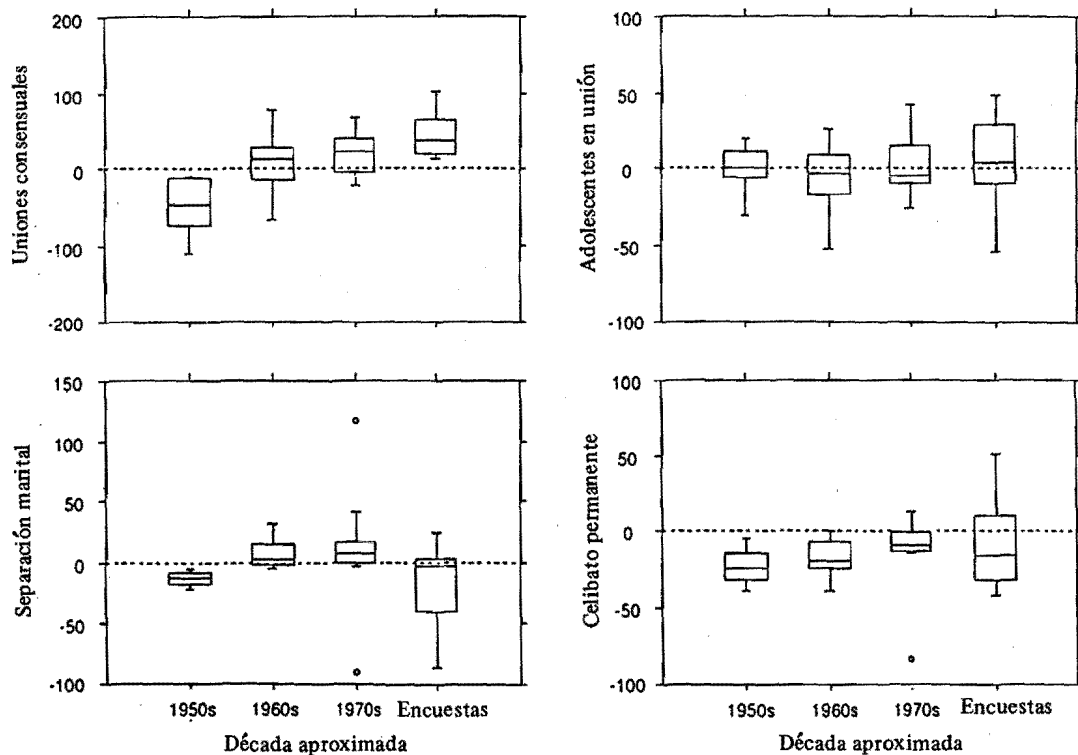 Uniones consensuales
200
100
0
-100
-200
Adolescentes en unión
100
50
0
-50
-100
Separación marital
150
100
50
0
-50
-100
1950s 1960s 1970s Encuestas
Década aproximada
Celibato permanente
100
50
0
-50
-100
1950s 1960s 1970s Encuestas
Década aproximada